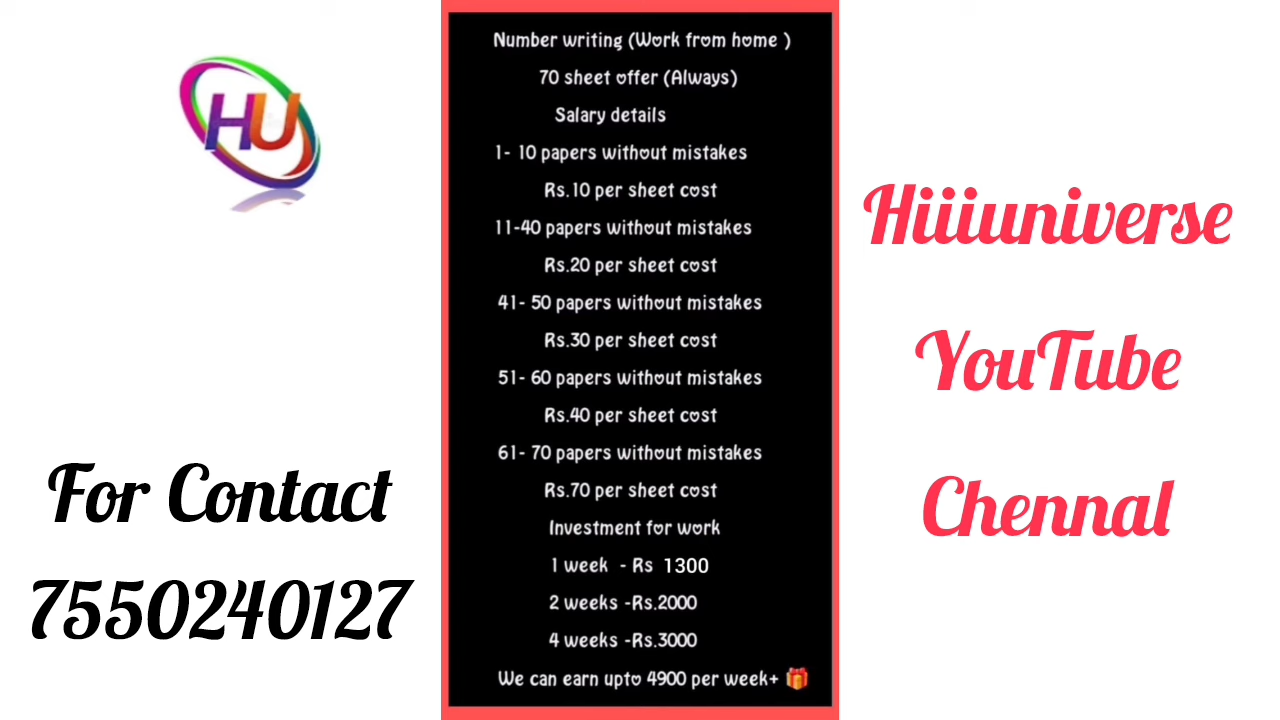 HU
For Contact
7550240127
Number writing (Work from home )
70 sheet offer (Always)
Salary details
1- 10 papers without mistakes
Rs.10 per sheet cost
11-40 papers without mistakes
Rs.20 per sheet cost
41- 50 papers without mistakes
Rs.30 per sheet cost
51- 60 papers without mistakes
Rs.40 per sheet cost
61- 70 papers without mistakes
Rs.70 per sheet cost
Investment for work
1 week - Rs 1300
2 weeks -Rs.2000
4 weeks -Rs.3000
We can earn upto 4900 per week+ 🎁
Hiiiuniverse
YouTube
Chennal